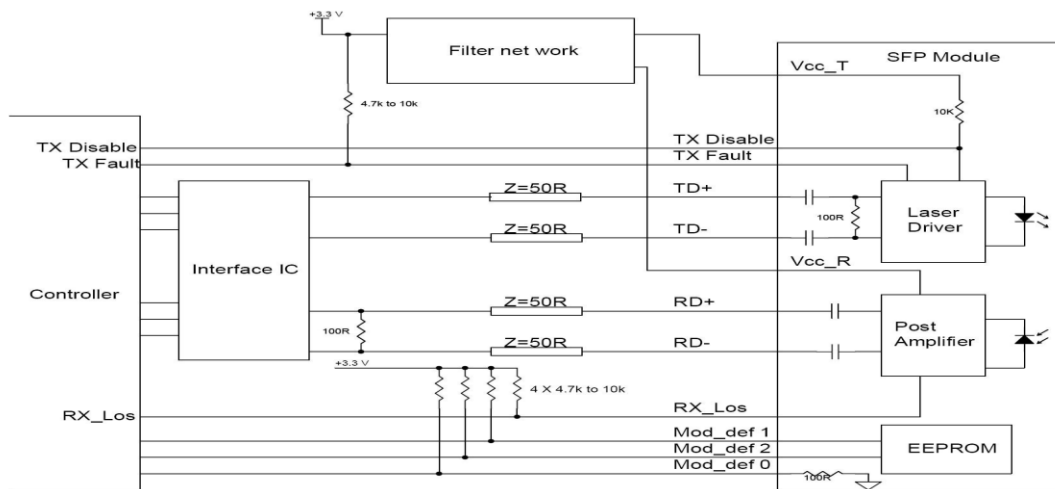 +3.3 V
Filter net work
SFP Module
Vcc_T
4.7k to 10k
10K
TX Disable
TX Disable
TX Fault
TX Fault
Z=50R
TD+
100R
Laser
Driver
Z=50R
TD-
Interface IC
Vcc_R
Controller
Z=50R
RD+
100R
Post
Amplifier
Z=50R
RD-
+3.3 V
4 X 4.7k to 10k
RX_Los
RX_Los
Mod_def 1
EEPROM
Mod_def 2
Mod_def 0
100R